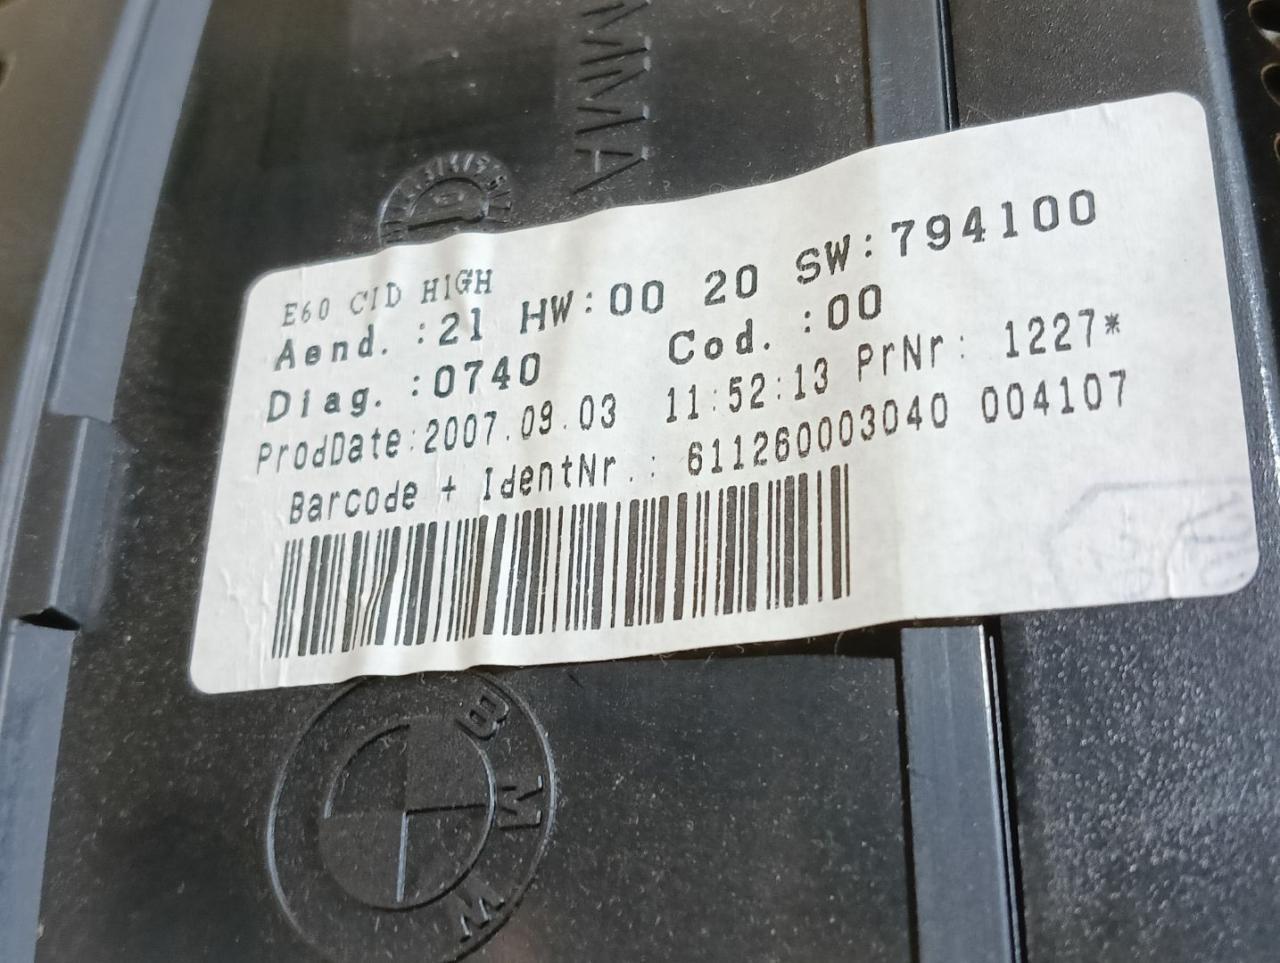 E60 CID HIGH
Aend. :21 HW:00 20 SW:794100
Diag. :0740 Cod. :00
ProdDate:2007.09.03 11:52:13 PrNr: 1227*
Barcode + IdentNr.: 611260003040 004107
BMW